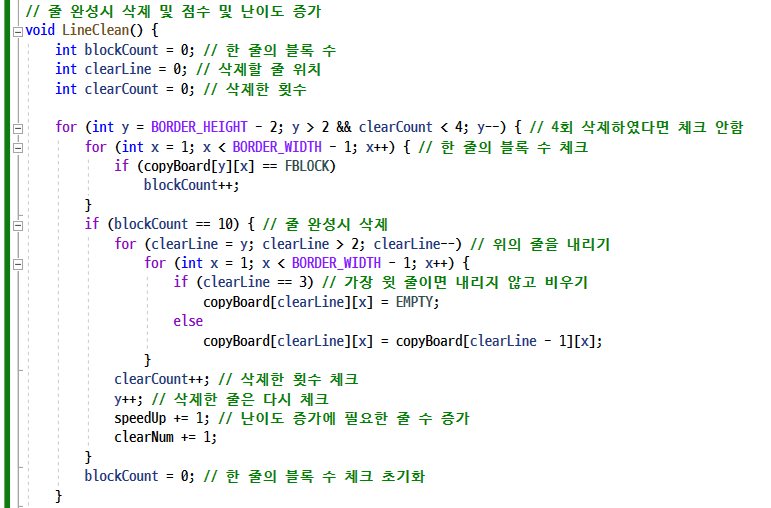 // 줄 완성시 삭제 및 점수 및 난이도 증가
void LineClean() {
int blockCount = 0; // 한 줄의 블록 수
int clearLine = 0; // 삭제할 줄 위치
int clearCount = 0; // 삭제한 횟수
for (int y = BORDER_HEIGHT - 2; y > 2 && clearCount < 4; y--) { // 4회 삭제하였다면 체크 안함
for (int x = 1; x < BORDER_WIDTH - 1; x++) { // 한 줄의 블록 수 체크
if (copyBoard[y][x] == FBLOCK)
blockCount++;
}
if (blockCount == 10) { // 줄 완성시 삭제
for (clearLine = y; clearLine > 2; clearLine--) // 위의 줄을 내리기
for (int x = 1; x < BORDER_WIDTH - 1; x++) {
if (clearLine == 3) // 가장 윗 줄이면 내리지 않고 비우기
copyBoard[clearLine][x] = EMPTY;
else
copyBoard[clearLine][x] = copyBoard[clearLine - 1][x];
}
clearCount++; // 삭제한 횟수 체크
y++; // 삭제한 줄은 다시 체크
speedUp += 1; // 난이도 증가에 필요한 줄 수 증가
clearNum += 1;
}
blockCount = 0; // 한 줄의 블록 수 체크 초기화
}